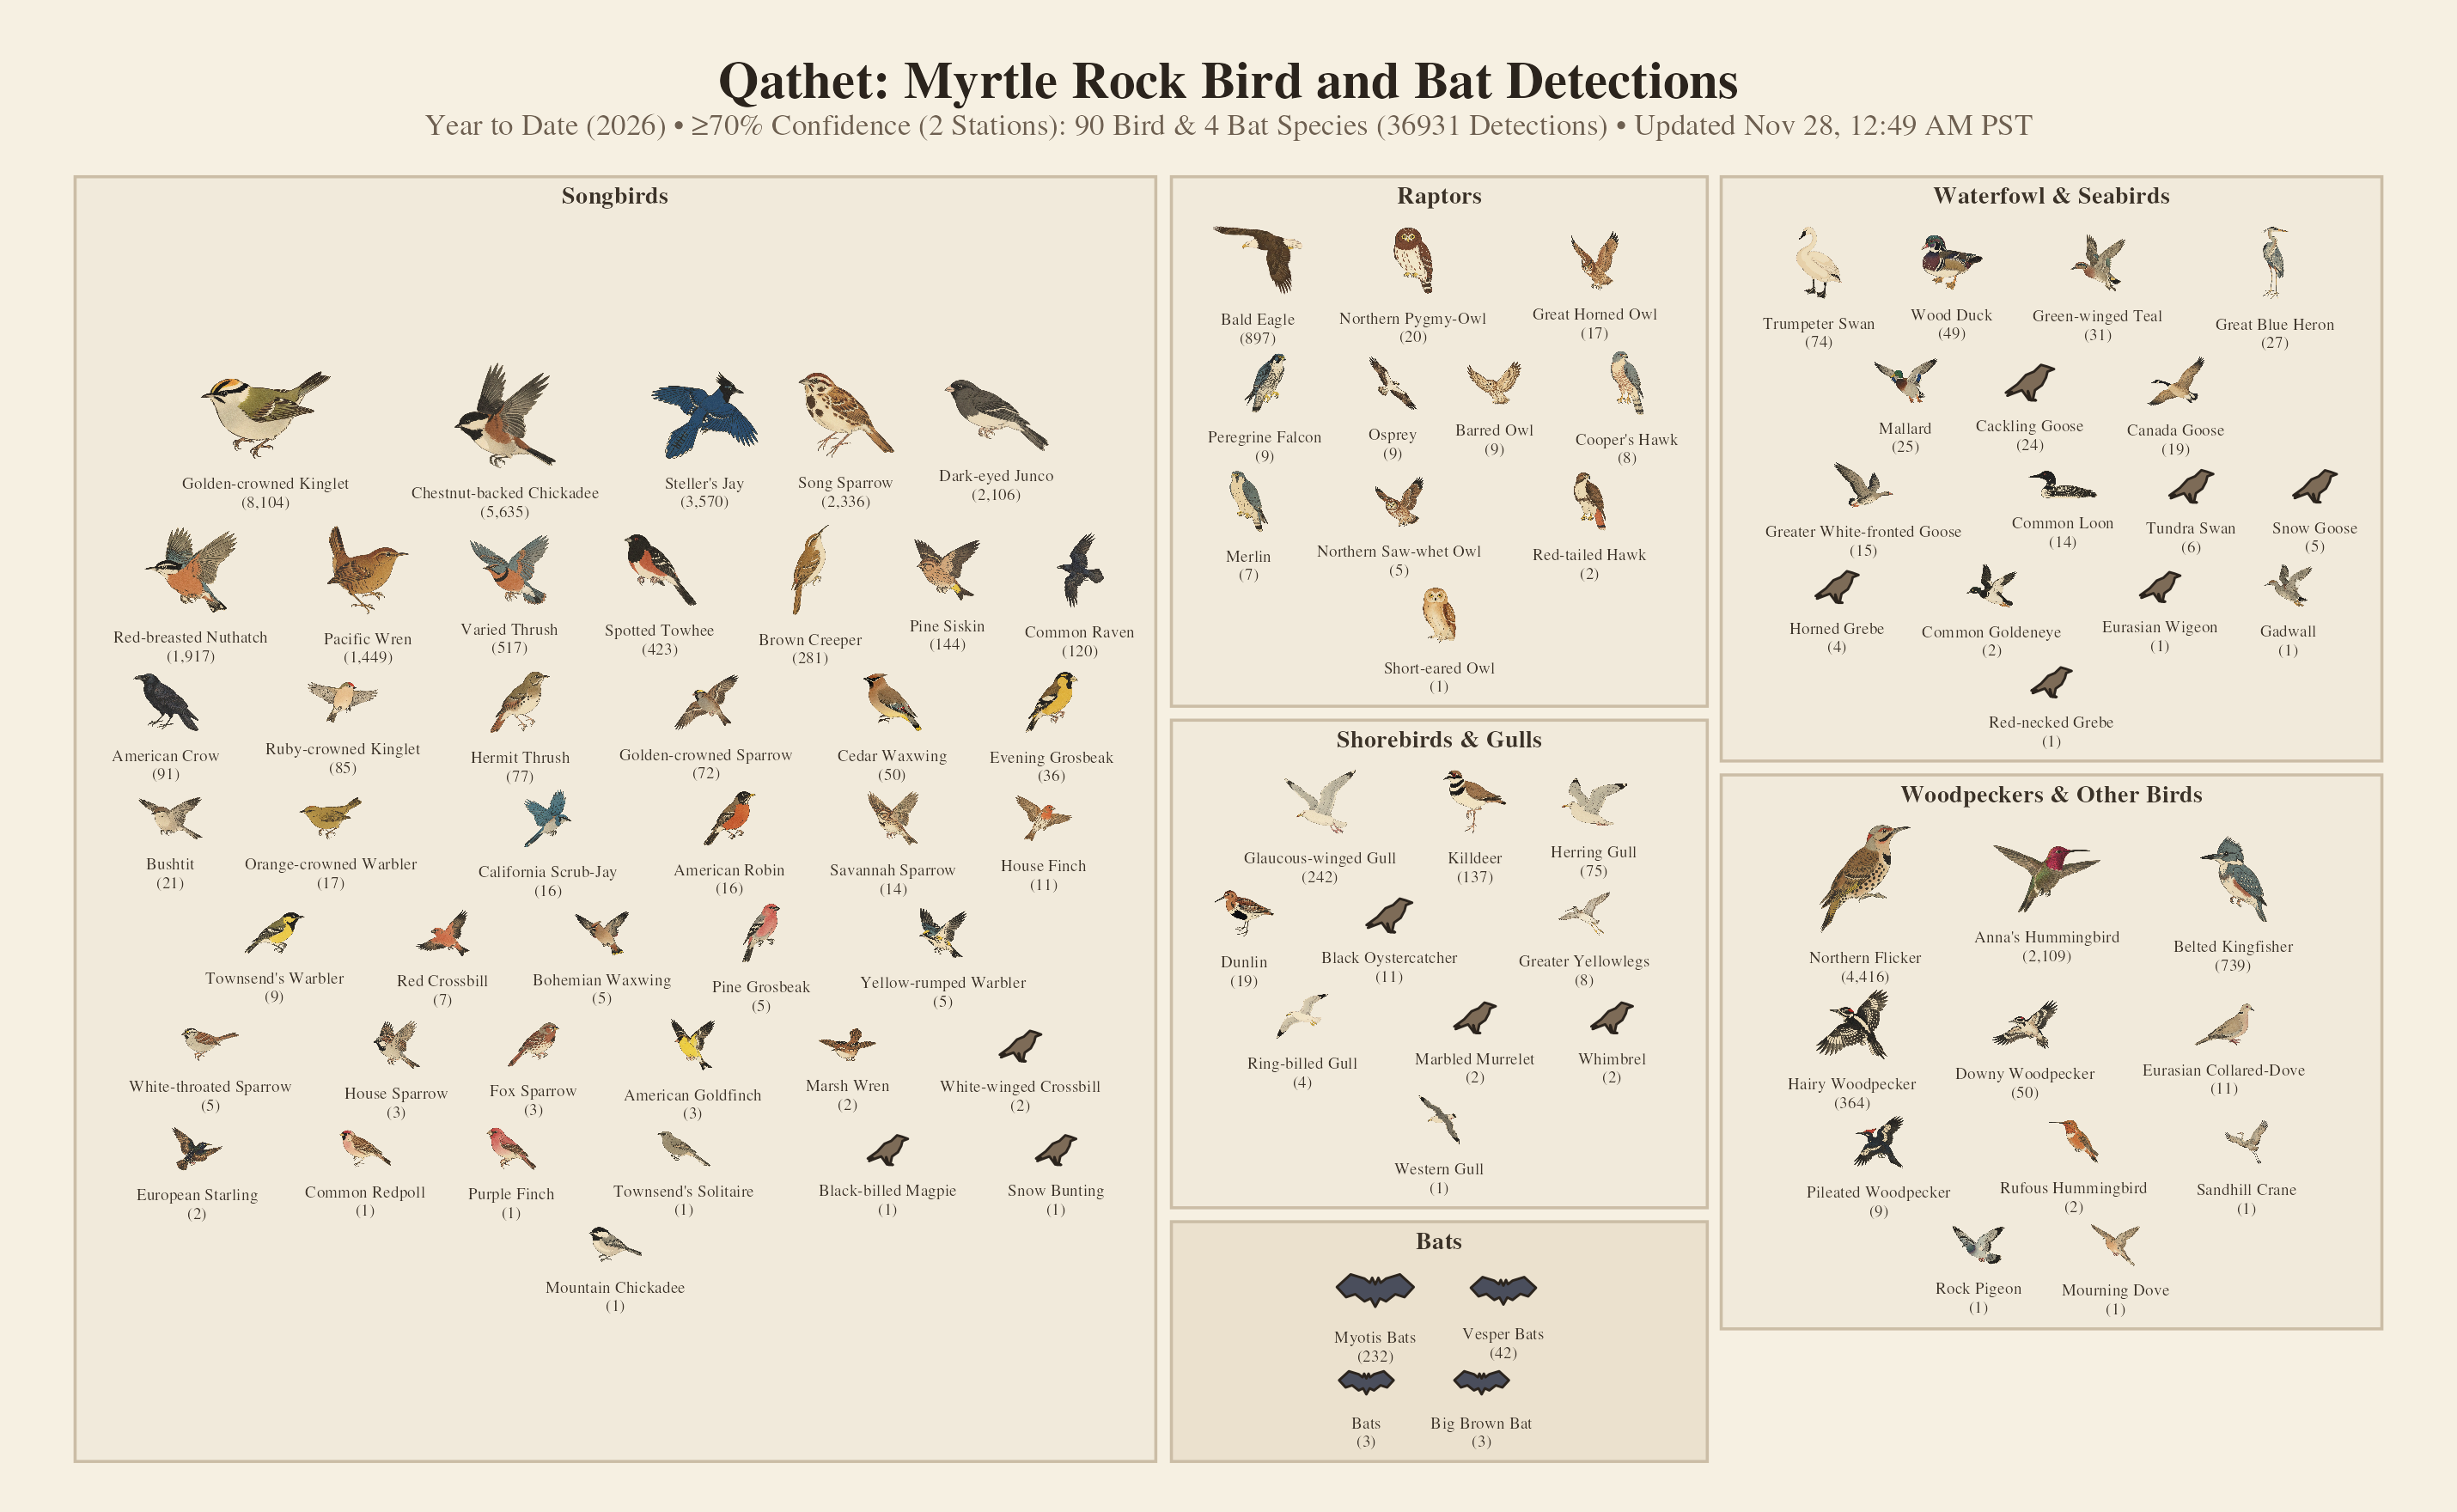 Qathet: Myrtle Rock Bird and Bat Detections
Year to Date (2026) • ≥70% Confidence (2 Stations): 90 Bird & 4 Bat Species (36931 Detections) • Updated Nov 28, 12:49 AM PST
Songbirds
Golden-crowned Kinglet
(8,104)
Chestnut-backed Chickadee
(5,635)
Steller's Jay
(3,570)
Song Sparrow
(2,336)
Dark-eyed Junco
(2,106)
Red-breasted Nuthatch
(1,917)
Pacific Wren
(1,449)
Varied Thrush
(517)
Spotted Towhee
(423)
Brown Creeper
(281)
Pine Siskin
(144)
Common Raven
(120)
American Crow
(91)
Ruby-crowned Kinglet
(85)
Hermit Thrush
(77)
Golden-crowned Sparrow
(72)
Cedar Waxwing
(50)
Evening Grosbeak
(36)
Bushtit
(21)
Orange-crowned Warbler
(17)
California Scrub-Jay
(16)
American Robin
(16)
Savannah Sparrow
(14)
House Finch
(11)
Townsend's Warbler
(9)
Red Crossbill
(7)
Bohemian Waxwing
(5)
Pine Grosbeak
(5)
Yellow-rumped Warbler
(5)
White-throated Sparrow
(5)
House Sparrow
(3)
Fox Sparrow
(3)
American Goldfinch
(3)
Marsh Wren
(2)
White-winged Crossbill
(2)
European Starling
(2)
Common Redpoll
(1)
Purple Finch
(1)
Townsend's Solitaire
(1)
Black-billed Magpie
(1)
Snow Bunting
(1)
Mountain Chickadee
(1)
Raptors
Bald Eagle
(897)
Northern Pygmy-Owl
(20)
Great Horned Owl
(17)
Peregrine Falcon
(9)
Osprey
(9)
Barred Owl
(9)
Cooper's Hawk
(8)
Merlin
(7)
Northern Saw-whet Owl
(5)
Red-tailed Hawk
(2)
Short-eared Owl
(1)
Shorebirds & Gulls
Glaucous-winged Gull
(242)
Killdeer
(137)
Herring Gull
(75)
Dunlin
(19)
Black Oystercatcher
(11)
Greater Yellowlegs
(8)
Ring-billed Gull
(4)
Marbled Murrelet
(2)
Whimbrel
(2)
Western Gull
(1)
Bats
Myotis Bats
(232)
Vesper Bats
(42)
Bats
(3)
Big Brown Bat
(3)
Waterfowl & Seabirds
Trumpeter Swan
(74)
Wood Duck
(49)
Green-winged Teal
(31)
Great Blue Heron
(27)
Mallard
(25)
Cackling Goose
(24)
Canada Goose
(19)
Greater White-fronted Goose
(15)
Common Loon
(14)
Tundra Swan
(6)
Snow Goose
(5)
Horned Grebe
(4)
Common Goldeneye
(2)
Eurasian Wigeon
(1)
Gadwall
(1)
Red-necked Grebe
(1)
Woodpeckers & Other Birds
Northern Flicker
(4,416)
Anna's Hummingbird
(2,109)
Belted Kingfisher
(739)
Hairy Woodpecker
(364)
Downy Woodpecker
(50)
Eurasian Collared-Dove
(11)
Pileated Woodpecker
(9)
Rufous Hummingbird
(2)
Sandhill Crane
(1)
Rock Pigeon
(1)
Mourning Dove
(1)